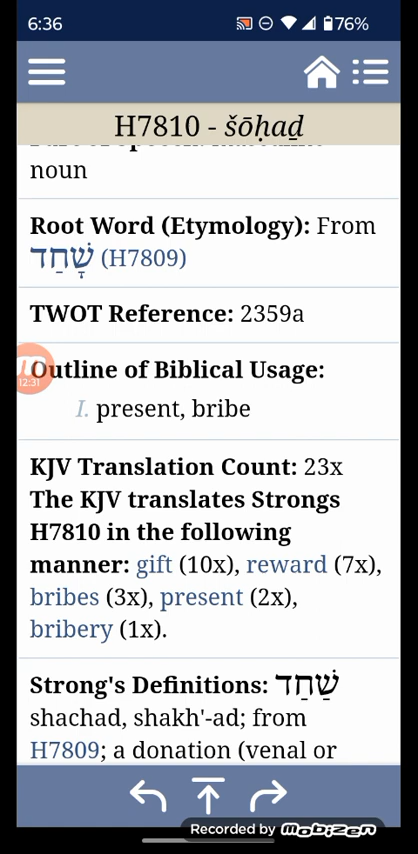 6:36 76%
H7810 - šōḥaḏ
noun
Root Word (Etymology): From
שָׁחַד (H7809)
TWOT Reference: 2359a
12:31
Outline of Biblical Usage:
I. present, bribe
KJV Translation Count: 23x
The KJV translates Strongs
H7810 in the following
manner: gift (10x), reward (7x),
bribes (3x), present (2x),
bribery (1x).
Strong's Definitions: שַׁחַד
shachad, shakh'-ad; from
H7809; a donation (venal or
Recorded by mobizen